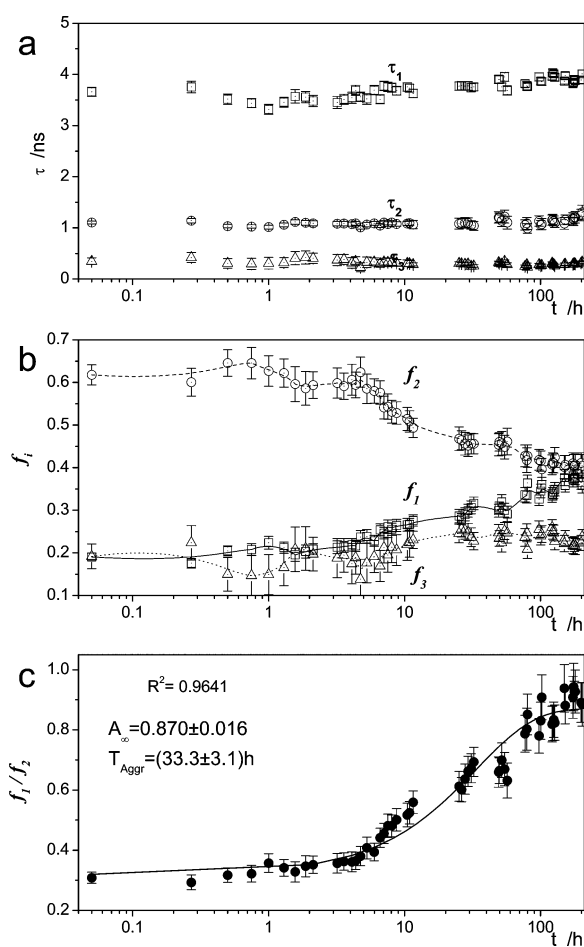 a
5
4
3
2
1
0
τ /ns
τ1
τ2
τ3
0.1
1
10
100
t /h
b
0.7
0.6
0.5
0.4
0.3
0.2
0.1
fi
f2
f1
f3
0.1
1
10
100
t /h
c
1.0
0.8
0.6
0.4
0.2
f1/f2
R2= 0.9641
A∞=0.870±0.016
TAggr=(33.3±3.1)h
0.1
1
10
100
t /h